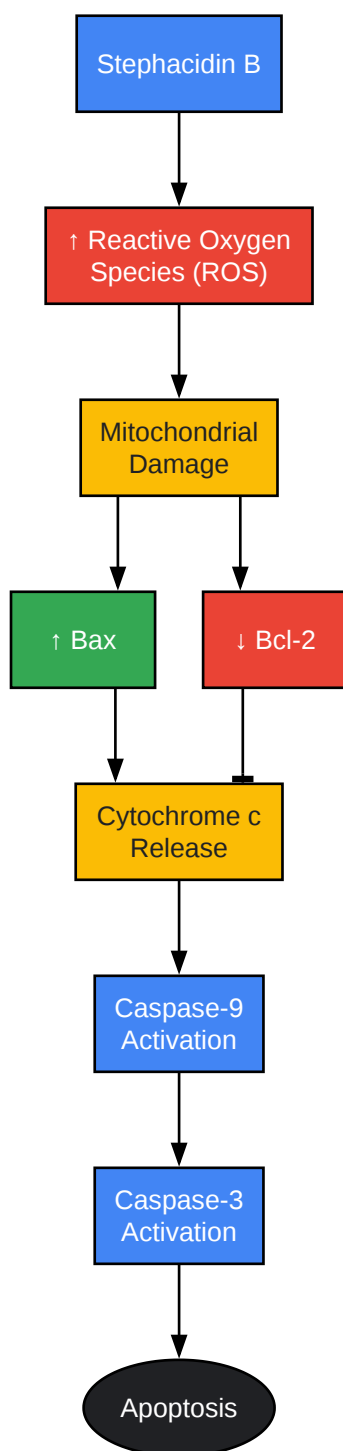 Stephacidin B
↑ Reactive Oxygen
Species (ROS)
Mitochondrial
Damage
↑ Bax
↓ Bcl-2
Cytochrome c
Release
Caspase-9
Activation
Caspase-3
Activation
Apoptosis